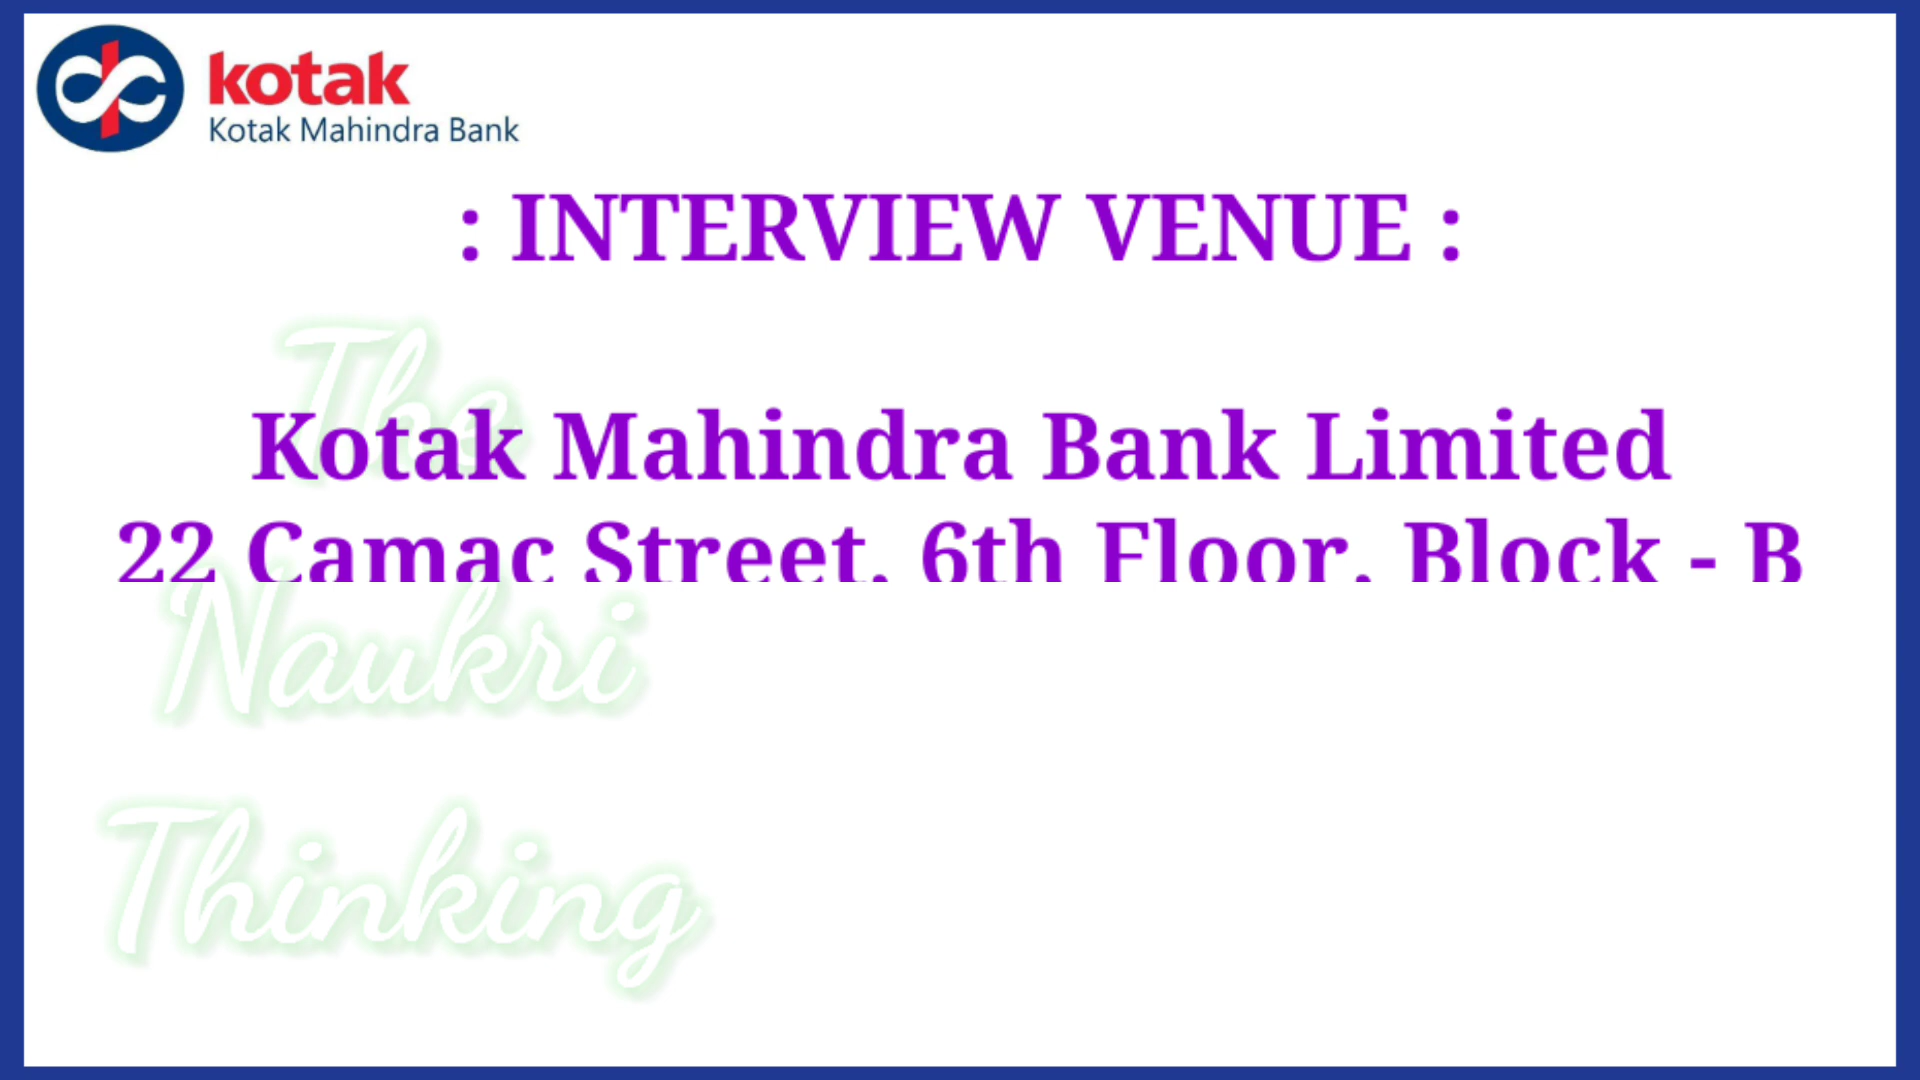 kotak
Kotak Mahindra Bank
: INTERVIEW VENUE :
The
Kotak Mahindra Bank Limited
22 Camac Street, 6th Floor, Block - B
Naukri
Thinking